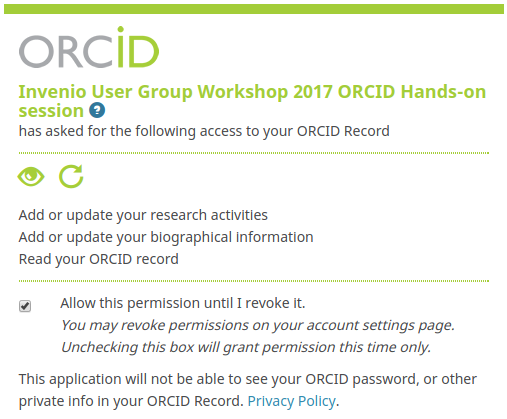 ORCID
Invenio User Group Workshop 2017 ORCID Hands-on
session ?
has asked for the following access to your ORCID Record
Add or update your research activities
Add or update your biographical information
Read your ORCID record
Allow this permission until I revoke it.
You may revoke permissions on your account settings page.
Unchecking this box will grant permission this time only.
This application will not be able to see your ORCID password, or other
private info in your ORCID Record. Privacy Policy.